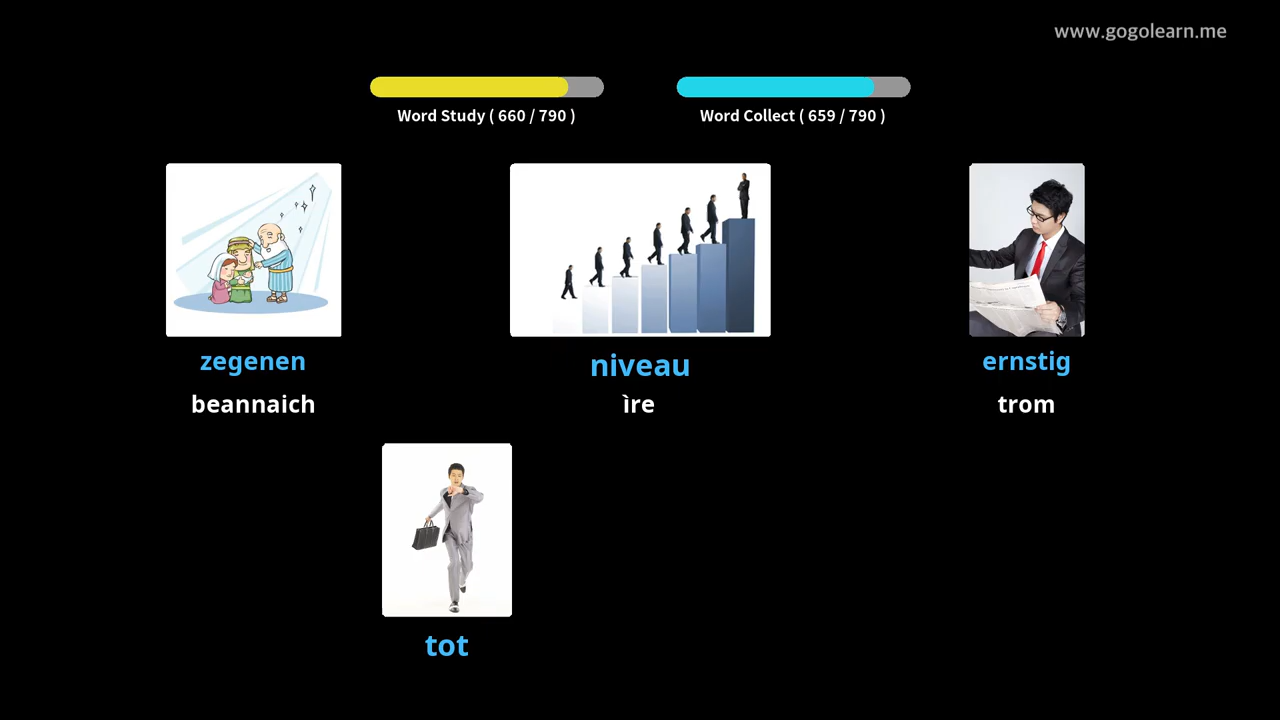 www.gogolearn.me
Word Study ( 660 / 790 )
Word Collect ( 659 / 790 )
zegenen
niveau
ernstig
beannaich
ìre
trom
tot